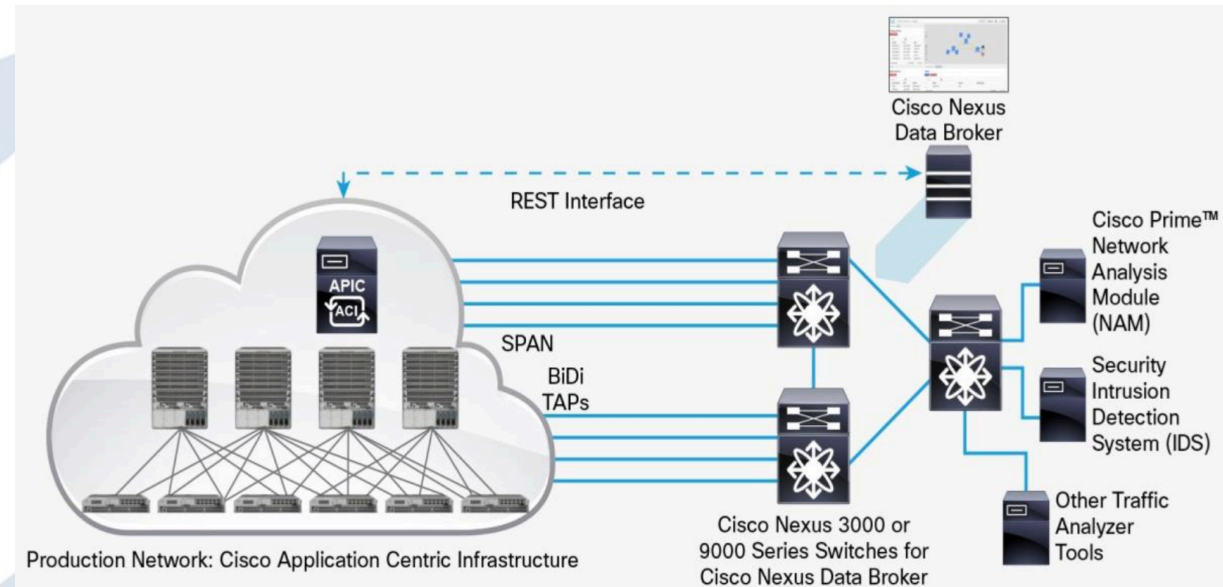 Cisco Nexus
Data Broker
REST Interface
APIC
ACI
SPAN
BiDi
TAPs
Cisco Prime™
Network
Analysis
Module
(NAM)
Security
Intrusion
Detection
System (IDS)
Other Traffic
Analyzer
Tools
Cisco Nexus 3000 or
9000 Series Switches for
Cisco Nexus Data Broker
Production Network: Cisco Application Centric Infrastructure